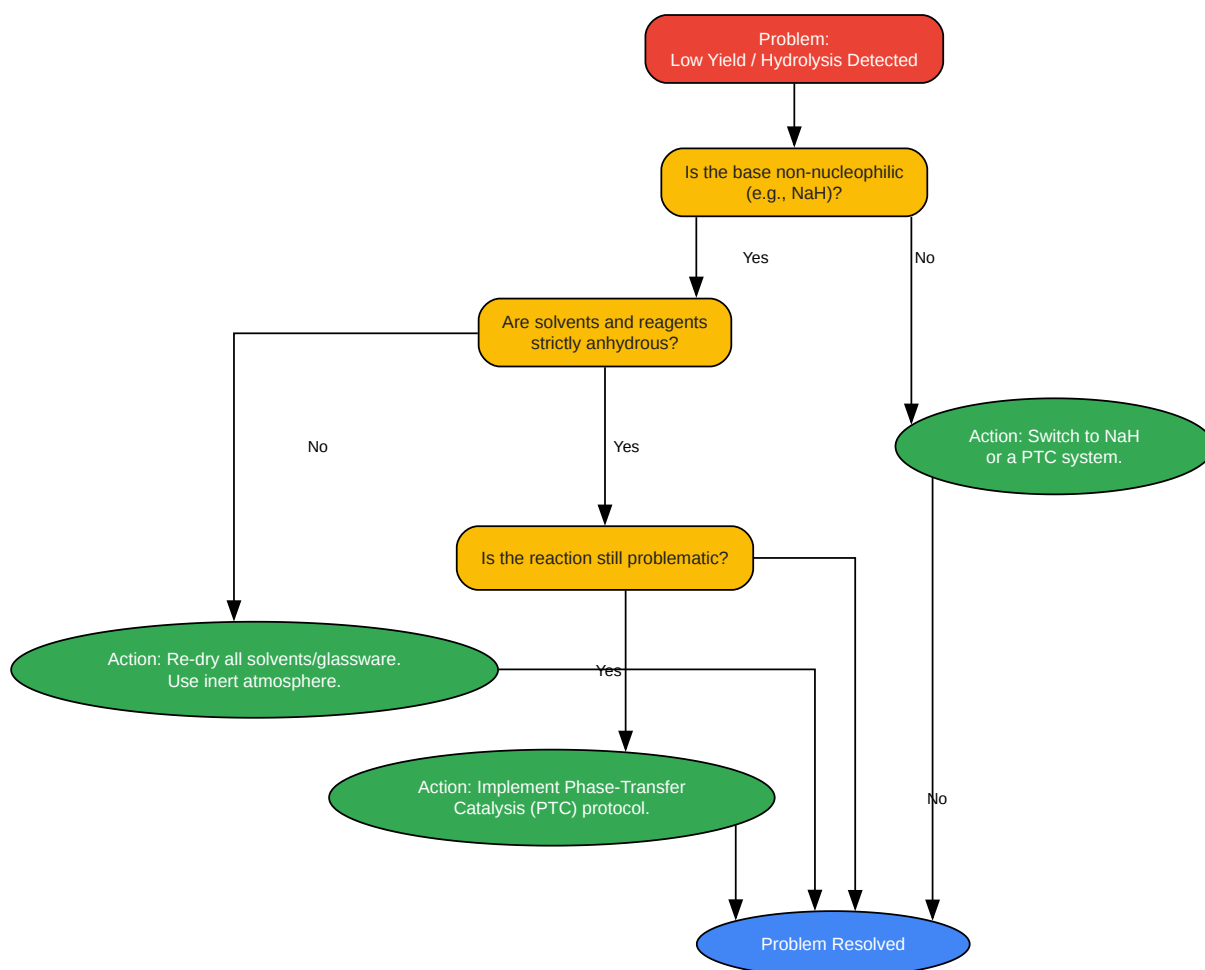 Problem:
Low Yield / Hydrolysis Detected
Is the base non-nucleophilic
(e.g., NaH)?
Yes
No
Are solvents and reagents
strictly anhydrous?
No
Yes
Action: Switch to NaH
or a PTC system.
Is the reaction still problematic?
Action: Re-dry all solvents/glassware.
Use inert atmosphere.
Yes
Action: Implement Phase-Transfer
Catalysis (PTC) protocol.
No
Problem Resolved